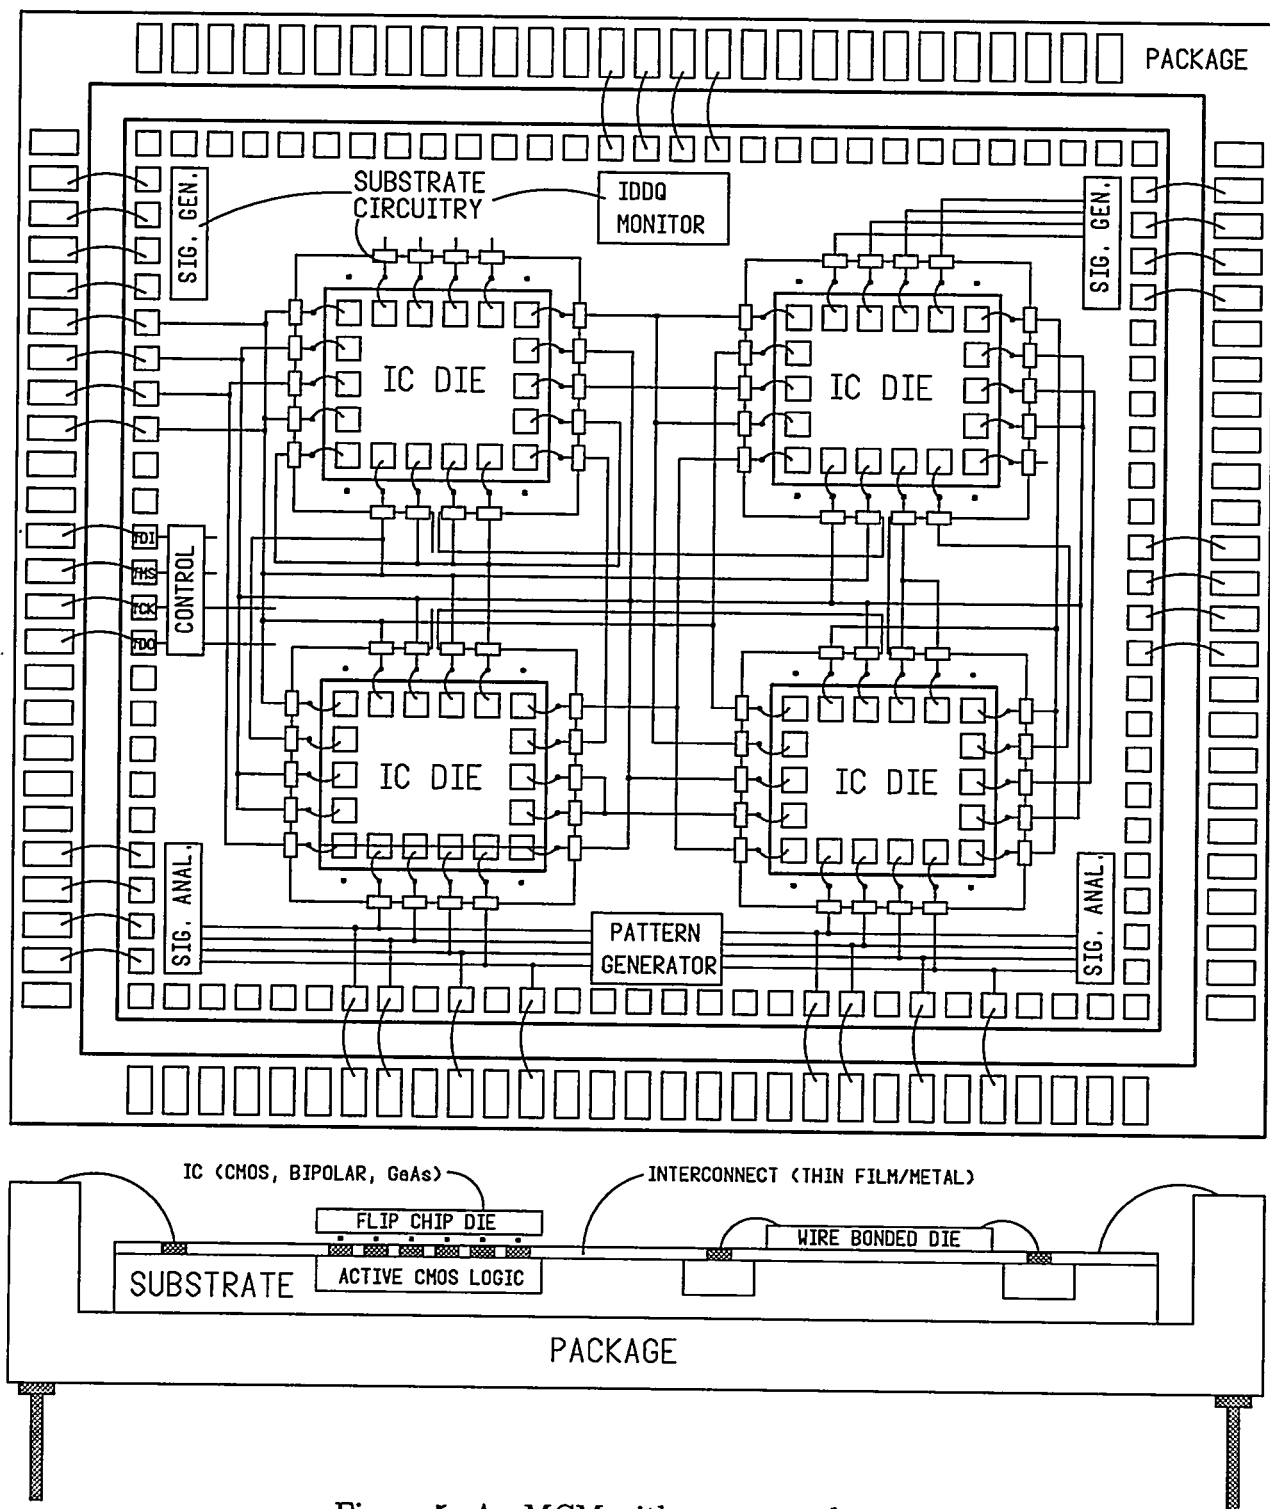 PACKAGE
SIG. GEN.
SUBSTRATE
CIRCUITRY
IDDQ
MONITOR
SIG. GEN.
IC DIE
IC DIE
TDI
TMS
TCK
TDO
CONTROL
IC DIE
IC DIE
SIG. ANAL.
PATTERN
GENERATOR
SIG. ANAL.
IC (CMOS, BIPOLAR, GaAs)
INTERCONNECT (THIN FILM/METAL)
FLIP CHIP DIE
WIRE BONDED DIE
SUBSTRATE
ACTIVE CMOS LOGIC
PACKAGE
MCM with